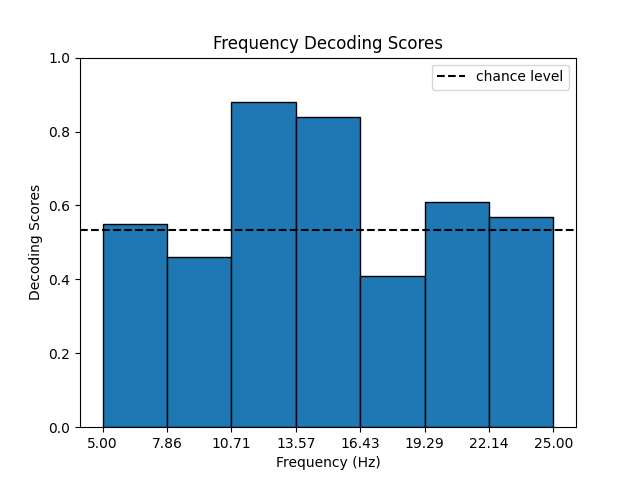 Frequency Decoding Scores
chance level
Decoding Scores
1.0
0.8
0.6
0.4
0.2
0.0
5.00 7.86 10.71 13.57 16.43 19.29 22.14 25.00
Frequency (Hz)